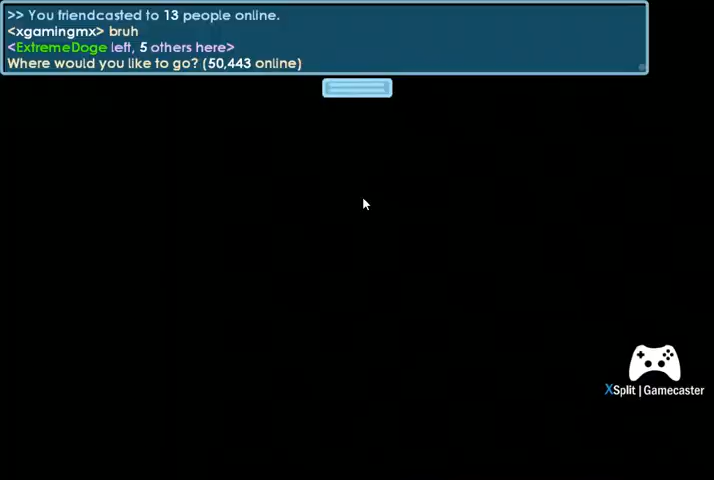 >> You friendcasted to 13 people online.
<xgamingmx> bruh
<ExtremeDoge left, 5 others here>
Where would you like to go? (50,443 online)
XSplit | Gamecaster